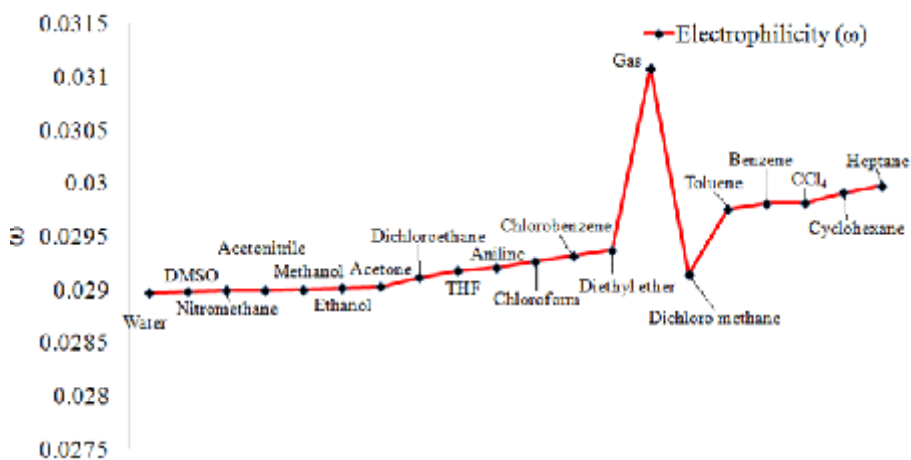 0.0315
Electrophilicity (ω)
Gas
0.031
0.0305
Benzene
Heptane
0.03
Toluene
CCl4
Cyclohexane
ω
0.0295
Chlorobenzene
Dichloroethane
Acetenitrile
Aniline
DMSO
Methanol
Acetone
0.029
THF
Diethyl ether
Nitromethane
Ethanol
Chloroform
Water
Dichloro methane
0.0285
0.028
0.0275